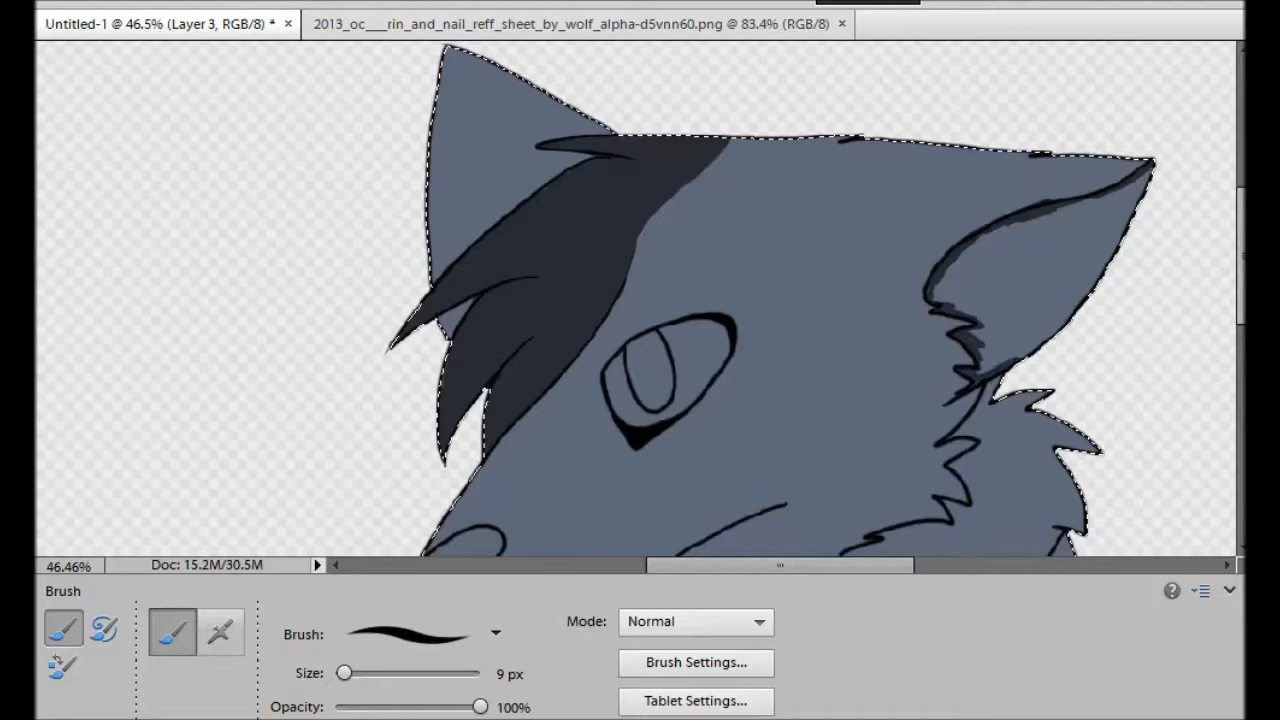 Untitled-1 @ 46.5% (Layer 3, RGB/8) * ×
2013_oc___rin_and_nail_reff_sheet_by_wolf_alpha-d5vnn60.png @ 83.4% (RGB/8) ×
46.46%
Doc: 15.2M/30.5M
Brush
Brush:
Size:
9 px
Opacity:
100%
Mode:
Normal
Brush Settings...
Tablet Settings...